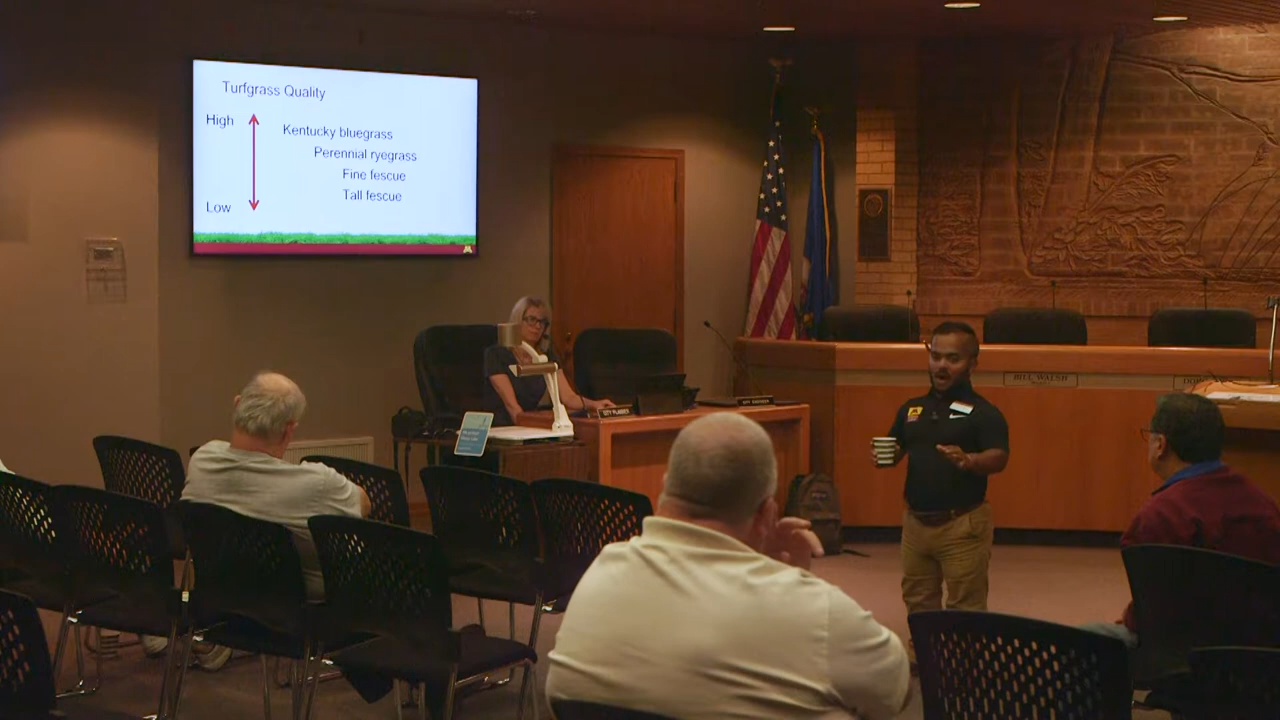 Turfgrass Quality
High
Kentucky bluegrass
Perennial ryegrass
Fine fescue
Tall fescue
Low
CITY PLANNER
BILL WALSH